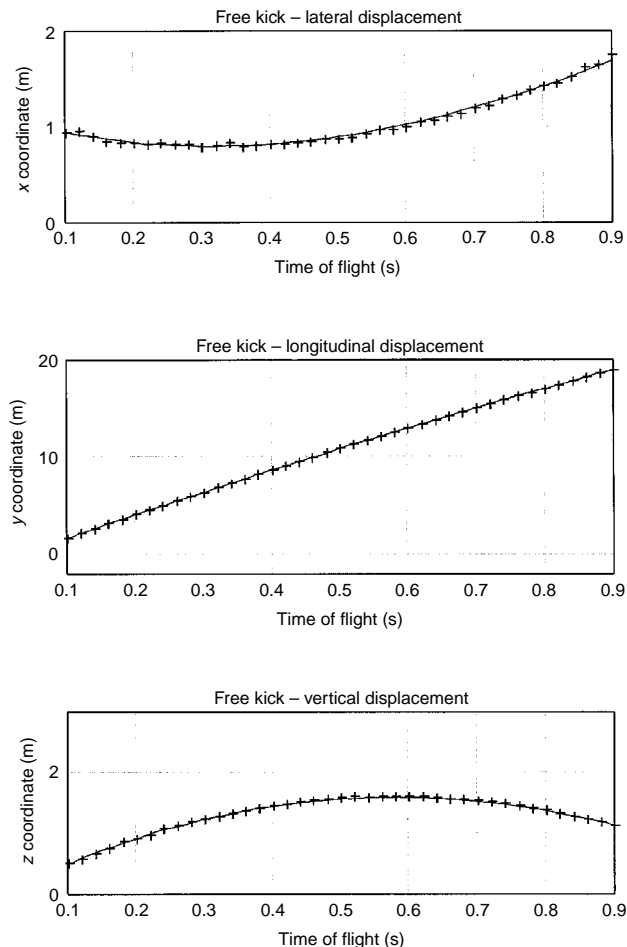 Free kick – lateral displacement
2
1
0
x coordinate (m)
0.1 0.2 0.3 0.4 0.5 0.6 0.7 0.8 0.9
Time of flight (s)
Free kick – longitudinal displacement
20
10
0
y coordinate (m)
0.1 0.2 0.3 0.4 0.5 0.6 0.7 0.8 0.9
Time of flight (s)
Free kick – vertical displacement
2
0
z coordinate (m)
0.1 0.2 0.3 0.4 0.5 0.6 0.7 0.8 0.9
Time of flight (s)